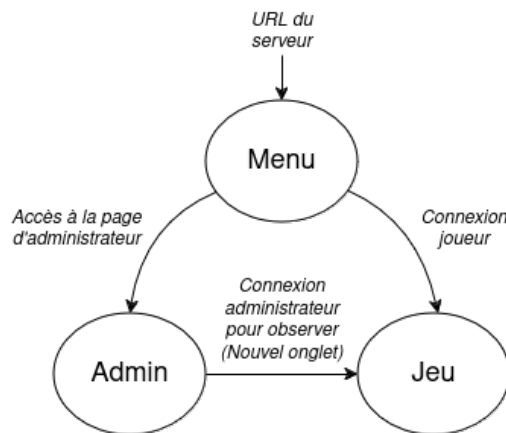 URL du
serveur
Menu
Accès à la page
d'administrateur
Connexion
joueur
Connexion
administrateur
pour observer
(Nouvel onglet)
Admin
Jeu